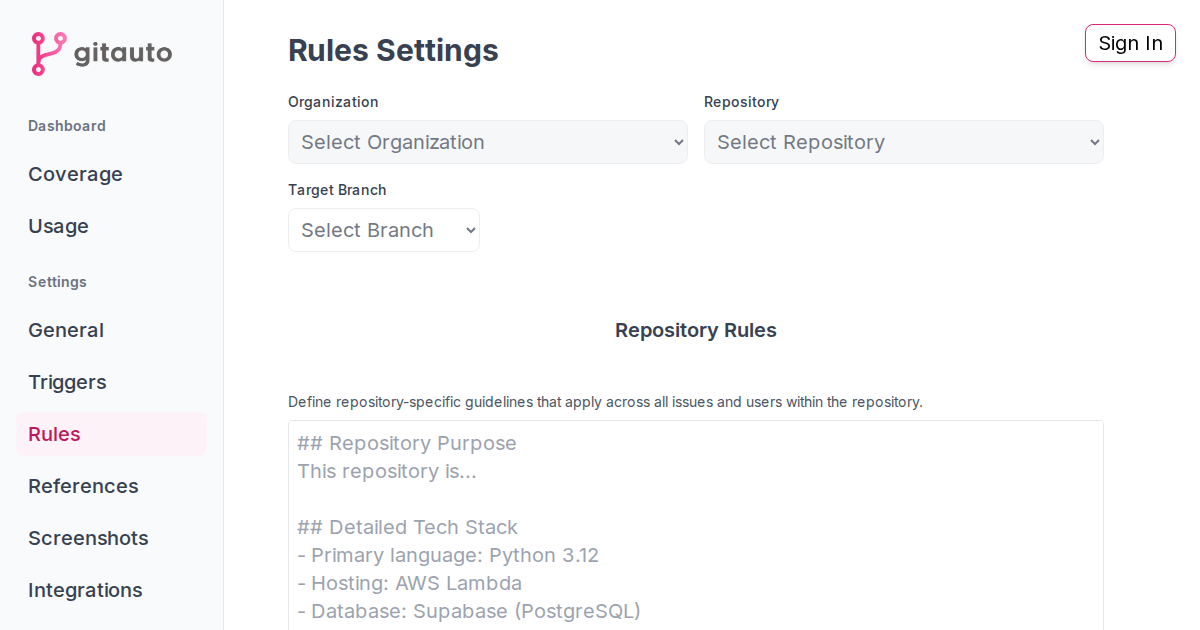 gitauto
Dashboard
Coverage
Usage
Settings
General
Triggers
Rules
References
Screenshots
Integrations
Rules Settings
Sign In
Organization
Select Organization
Repository
Select Repository
Target Branch
Select Branch
Repository Rules
Define repository-specific guidelines that apply across all issues and users within the repository.
## Repository Purpose
This repository is...
## Detailed Tech Stack
- Primary language: Python 3.12
- Hosting: AWS Lambda
- Database: Supabase (PostgreSQL)